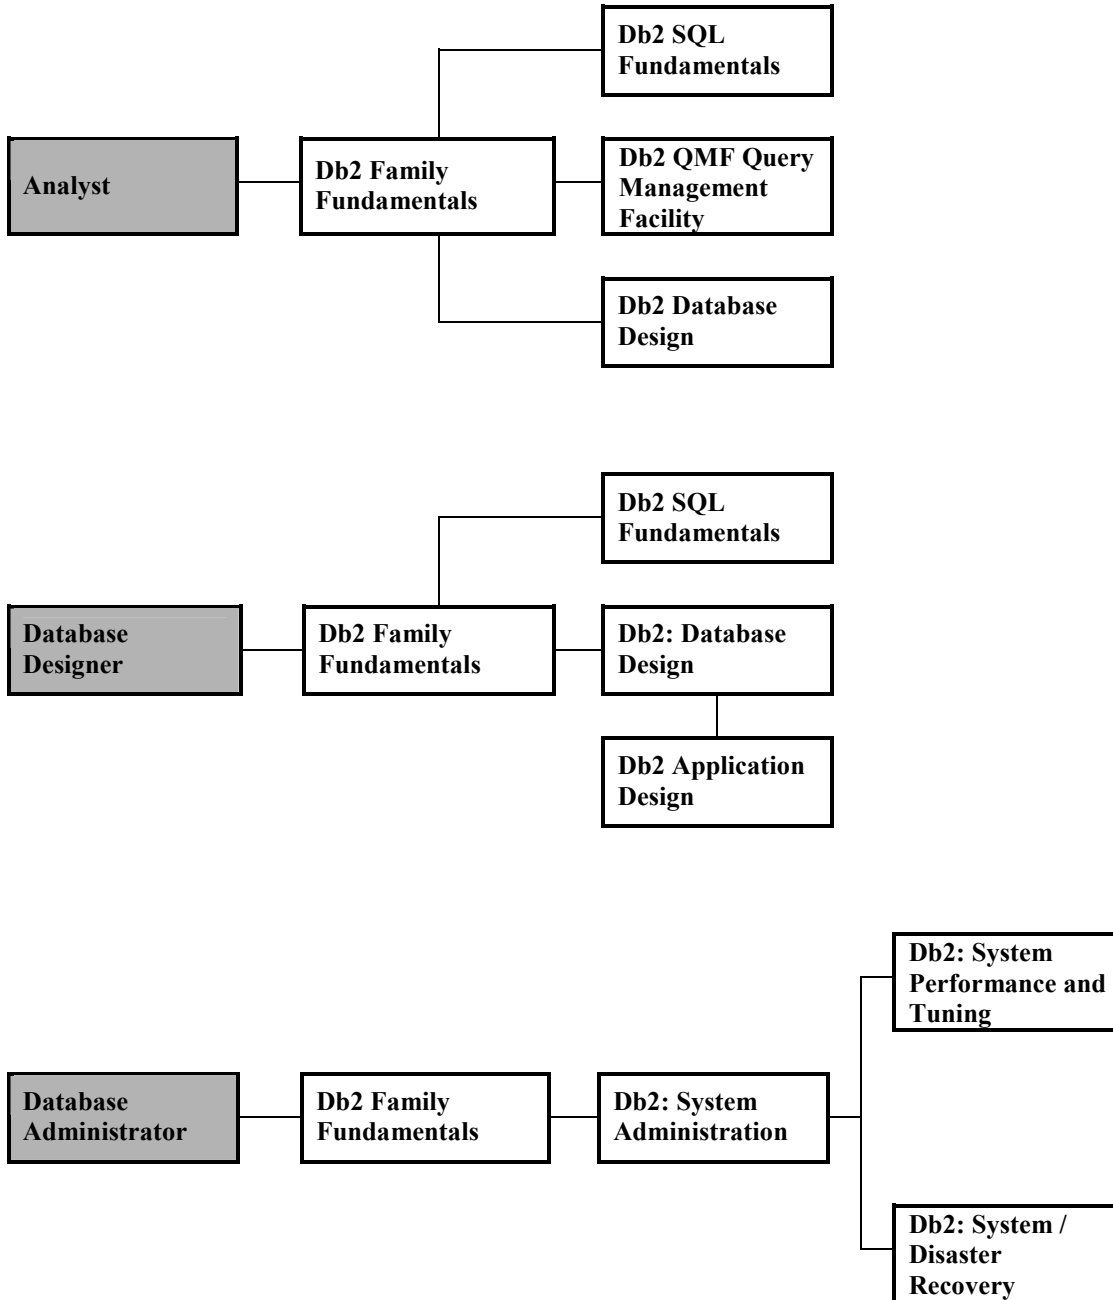 Db2 SQL
Fundamentals
Analyst
Db2 Family
Fundamentals
Db2 QMF Query
Management
Facility
Db2 Database
Design
Db2 SQL
Fundamentals
Database
Designer
Db2 Family
Fundamentals
Db2: Database
Design
Db2 Application
Design
Db2: System
Performance and
Tuning
Database
Administrator
Db2 Family
Fundamentals
Db2: System
Administration
Db2: System /
Disaster
Recovery